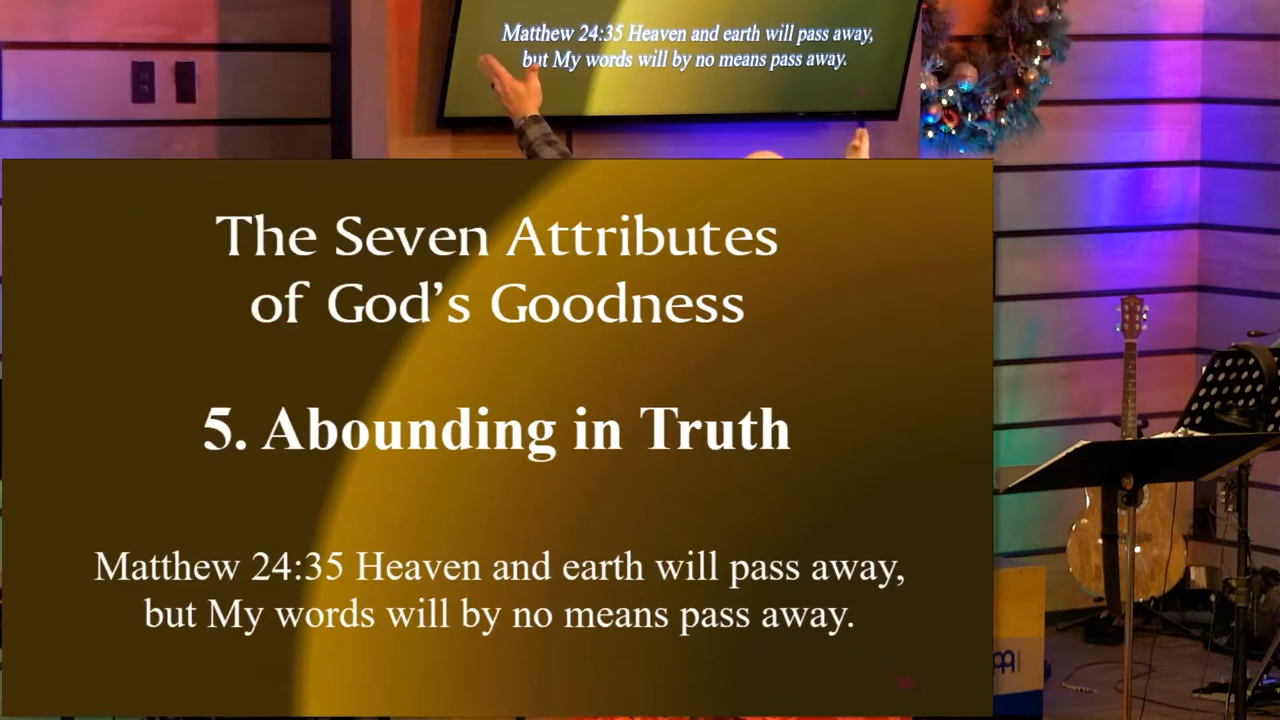 Matthew 24:35 Heaven and earth will pass away,
but My words will by no means pass away.
The Seven Attributes
of God's Goodness
5. Abounding in Truth
Matthew 24:35 Heaven and earth will pass away,
but My words will by no means pass away.